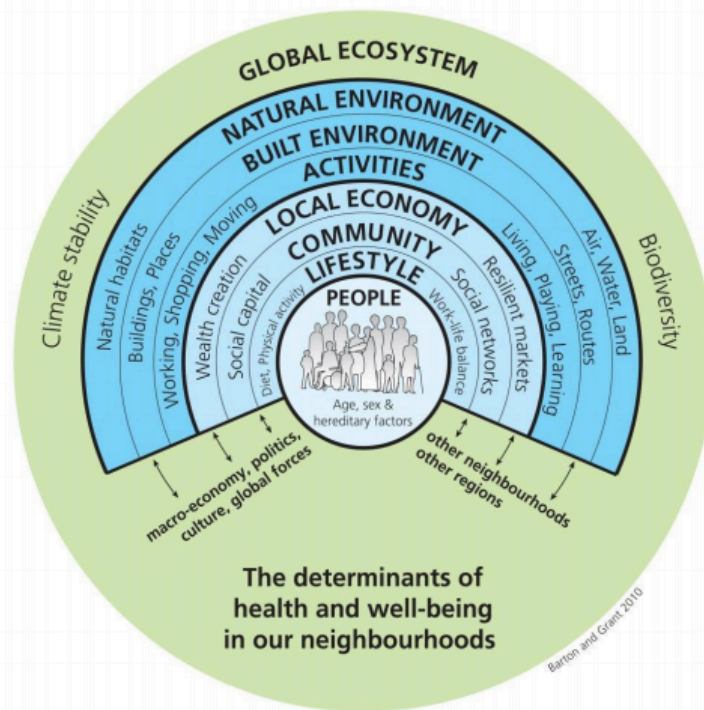 GLOBAL ECOSYSTEM
NATURAL ENVIRONMENT
BUILT ENVIRONMENT
ACTIVITIES
LOCAL ECONOMY
COMMUNITY
LIFESTYLE
PEOPLE
Age, sex &
hereditary factors
Climate stability
Natural habitats
Buildings, Places
Working, Shopping, Moving
Wealth creation
Social capital
Diet, Physical activity
Work-life balance
Social networks
Resilient markets
Living, Playing, Learning
Streets, Routes
Air, Water, Land
Biodiversity
macro-economy, politics,
culture, global forces
other neighbourhoods
other regions
The determinants of
health and well-being
in our neighbourhoods
Barton and Grant 2010